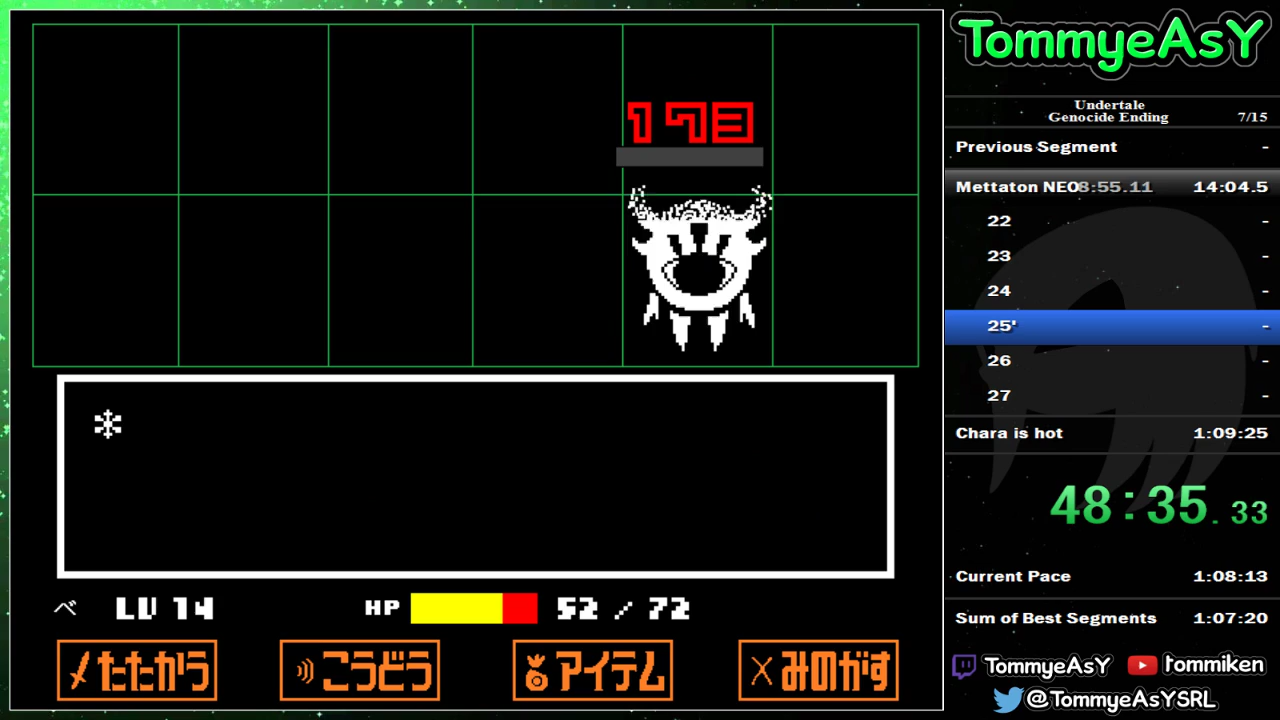 173
*
ベ LV 14 HP 52 / 72
たたかう こうどう アイテム みのがす
TommyeAsY
Undertale
Genocide Ending 7/15
Previous Segment -
Mettaton NEO 8:55.11 14:04.5
22 -
23 -
24 -
25' -
26 -
27 -
Chara is hot 1:09:25
48:35.33
Current Pace 1:08:13
Sum of Best Segments 1:07:20
TommyeAsY tommiken
@TommyeAsYSRL